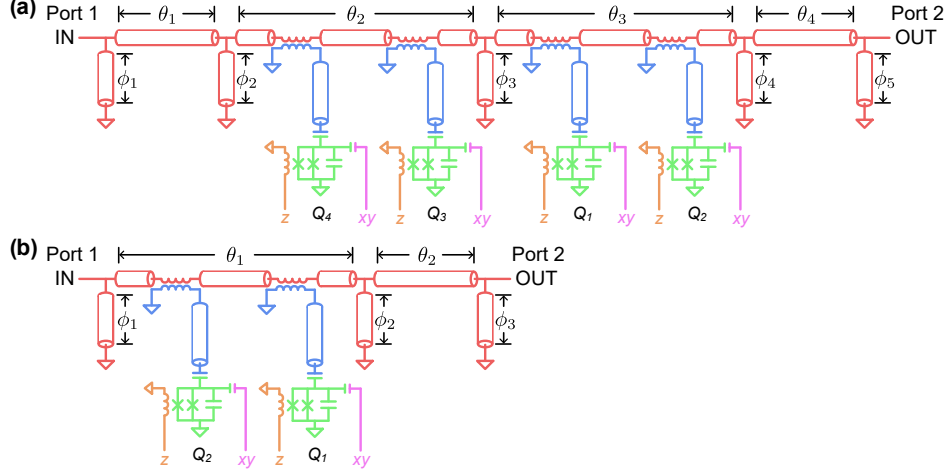 (a) Port 1 θ₁ θ₂ θ₃ θ₄ Port 2
IN OUT
ϕ₁ ϕ₂ ϕ₃ ϕ₄ ϕ₅
z Q₄ xy z Q₃ xy z Q₁ xy z Q₂ xy
(b) Port 1 θ₁ θ₂ Port 2
IN OUT
ϕ₁ ϕ₂ ϕ₃
z Q₂ xy z Q₁ xy